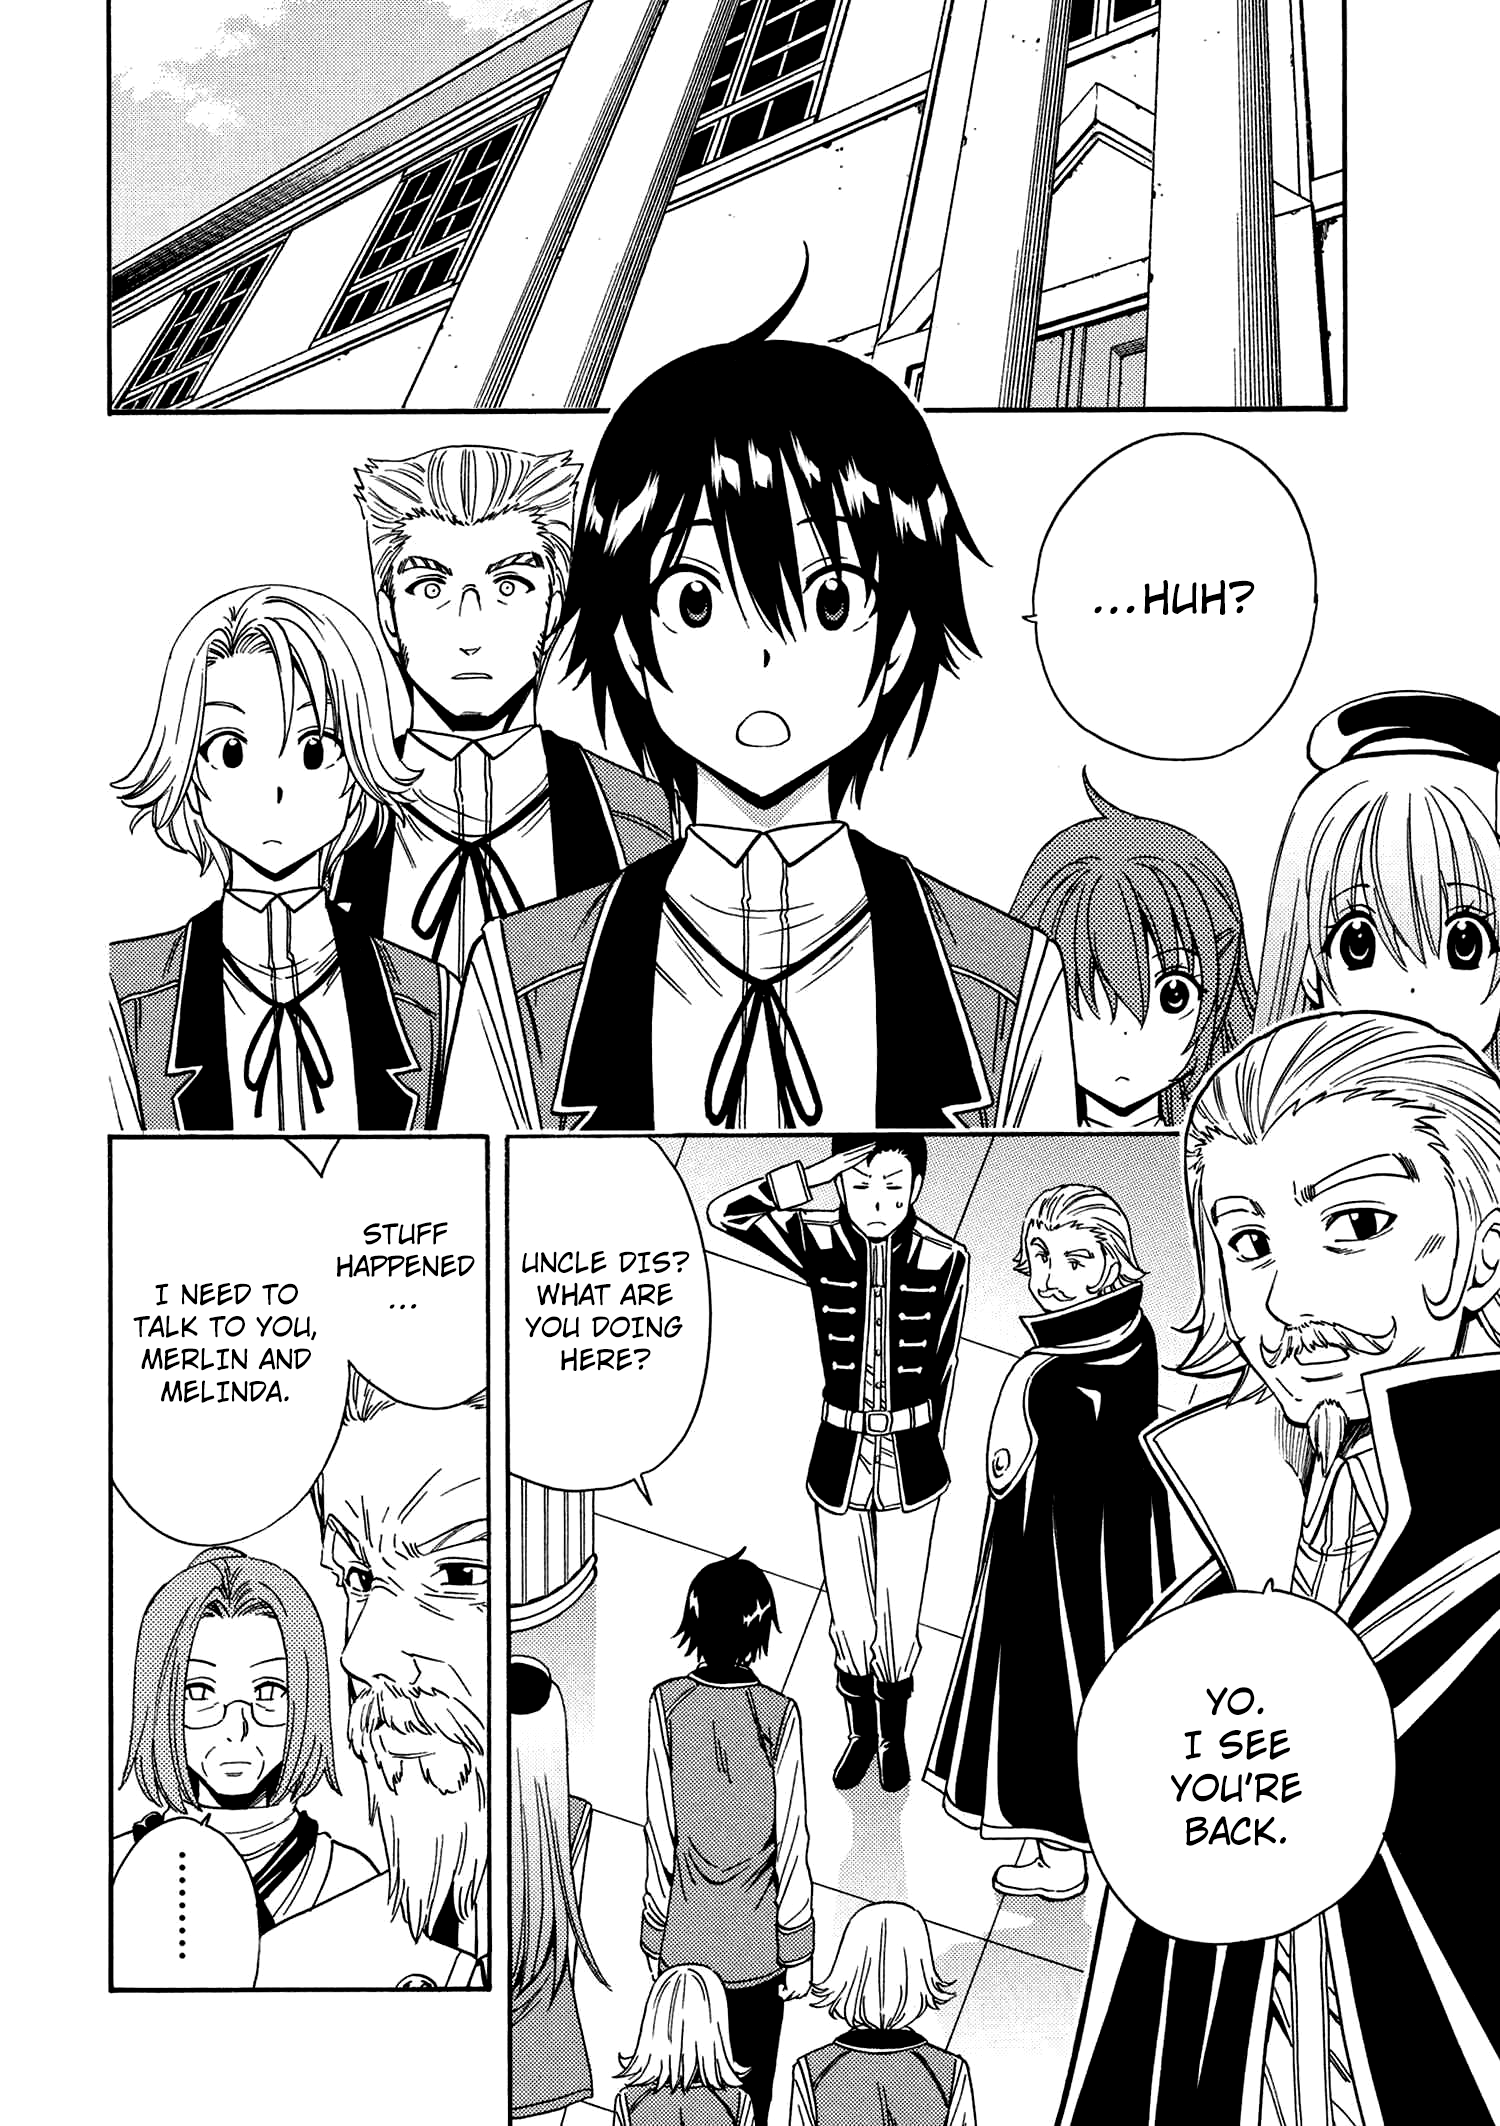 ...HUH?
YO.
I SEE
YOU'RE
BACK.
UNCLE DIS?
WHAT ARE
YOU DOING
HERE?
STUFF
HAPPENED
...
I NEED TO
TALK TO YOU,
MERLIN AND
MELINDA.
.........